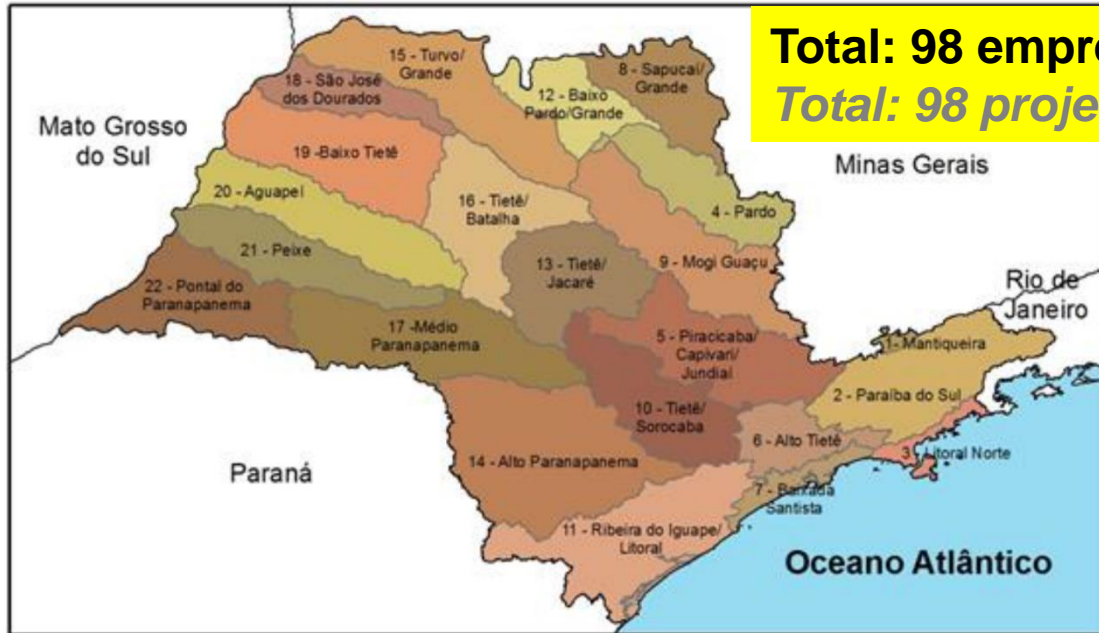 Total: 98 empre
Total: 98 proje
15 - Turvo/
Grande
8 - Sapucaí/
Grande
18 - São José
dos Dourados
12 - Baixo
Pardo/Grande
Mato Grosso
do Sul
19 -Baixo Tietê
Minas Gerais
20 - Aguapeí
16 - Tietê/
Batalha
4 - Pardo
21 - Peixe
13 - Tietê/
Jacaré
9 - Mogi Guaçu
22 - Pontal do
Paranapanema
Rio de
Janeiro
17 -Médio
Paranapanema
5 - Piracicaba/
Capivari/
Jundiaí
1- Mantiqueira
2 - Paraíba do Sul
10 - Tietê/
Sorocaba
6 - Alto Tietê
3 - Litoral Norte
14 - Alto Paranapanema
Paraná
7 - Baixada
Santista
11 - Ribeira do Iguape/
Litoral
Oceano Atlântico